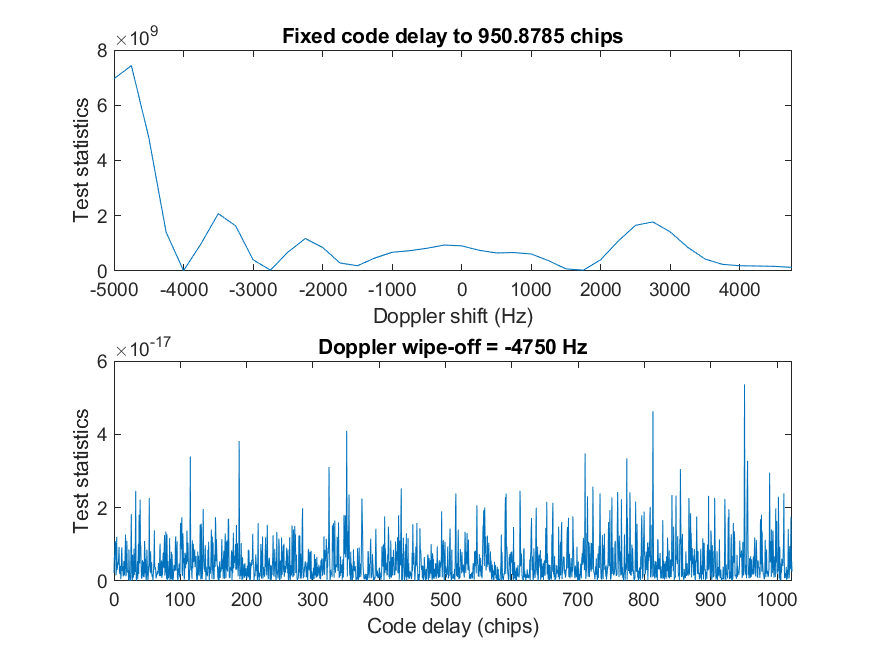 ×10^9
Fixed code delay to 950.8785 chips
8
6
4
2
0
Test statistics
-5000 -4000 -3000 -2000 -1000 0 1000 2000 3000 4000
Doppler shift (Hz)
×10^-17
Doppler wipe-off = -4750 Hz
6
4
2
0
Test statistics
0 100 200 300 400 500 600 700 800 900 1000
Code delay (chips)